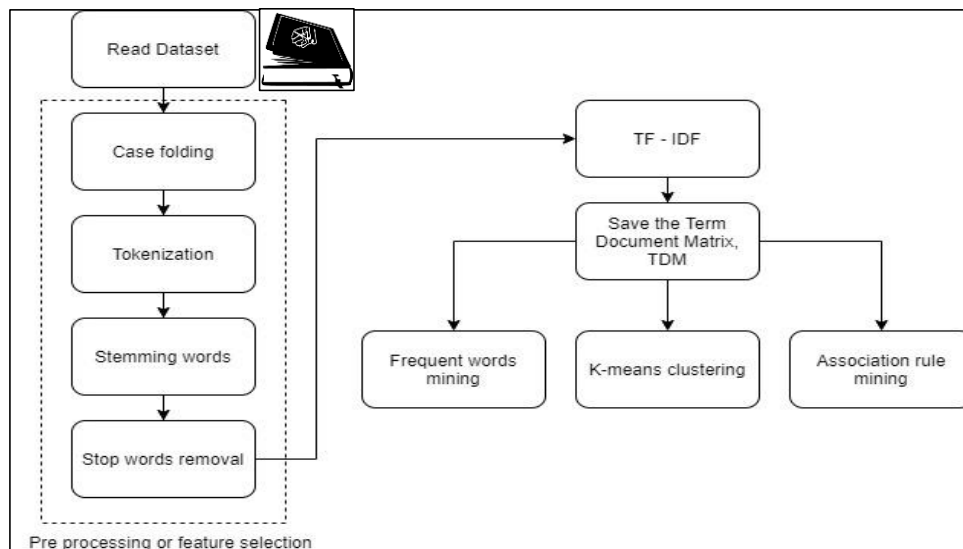 Read Dataset
Case folding
Tokenization
Stemming words
Stop words removal
Pre processing or feature selection
TF - IDF
Save the Term
Document Matrix,
TDM
Frequent words
mining
K-means clustering
Association rule
mining